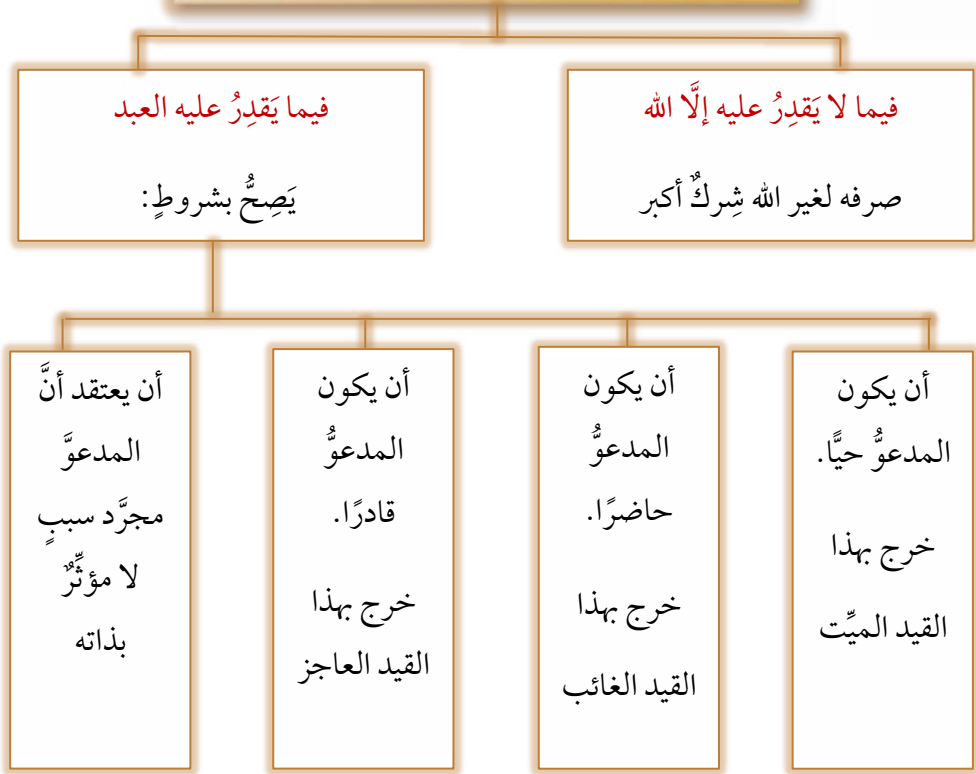 فيما لا يَقدِرُ عليه إلَّا الله
صرفه لغير الله شِركٌ أكبر
فيما يَقدِرُ عليه العبد
يَصِحُّ بشروطٍ:
أن يكون
المدعوُّ حيًّا.
خرج بهذا
القيد الميِّت
أن يكون
المدعوُّ
حاضرًا.
خرج بهذا
القيد الغائب
أن يكون
المدعوُّ
قادرًا.
خرج بهذا
القيد العاجز
أن يعتقد أنَّ
المدعوَّ
مجرَّد سببٍ
لا مؤثِّرٌ
بذاته